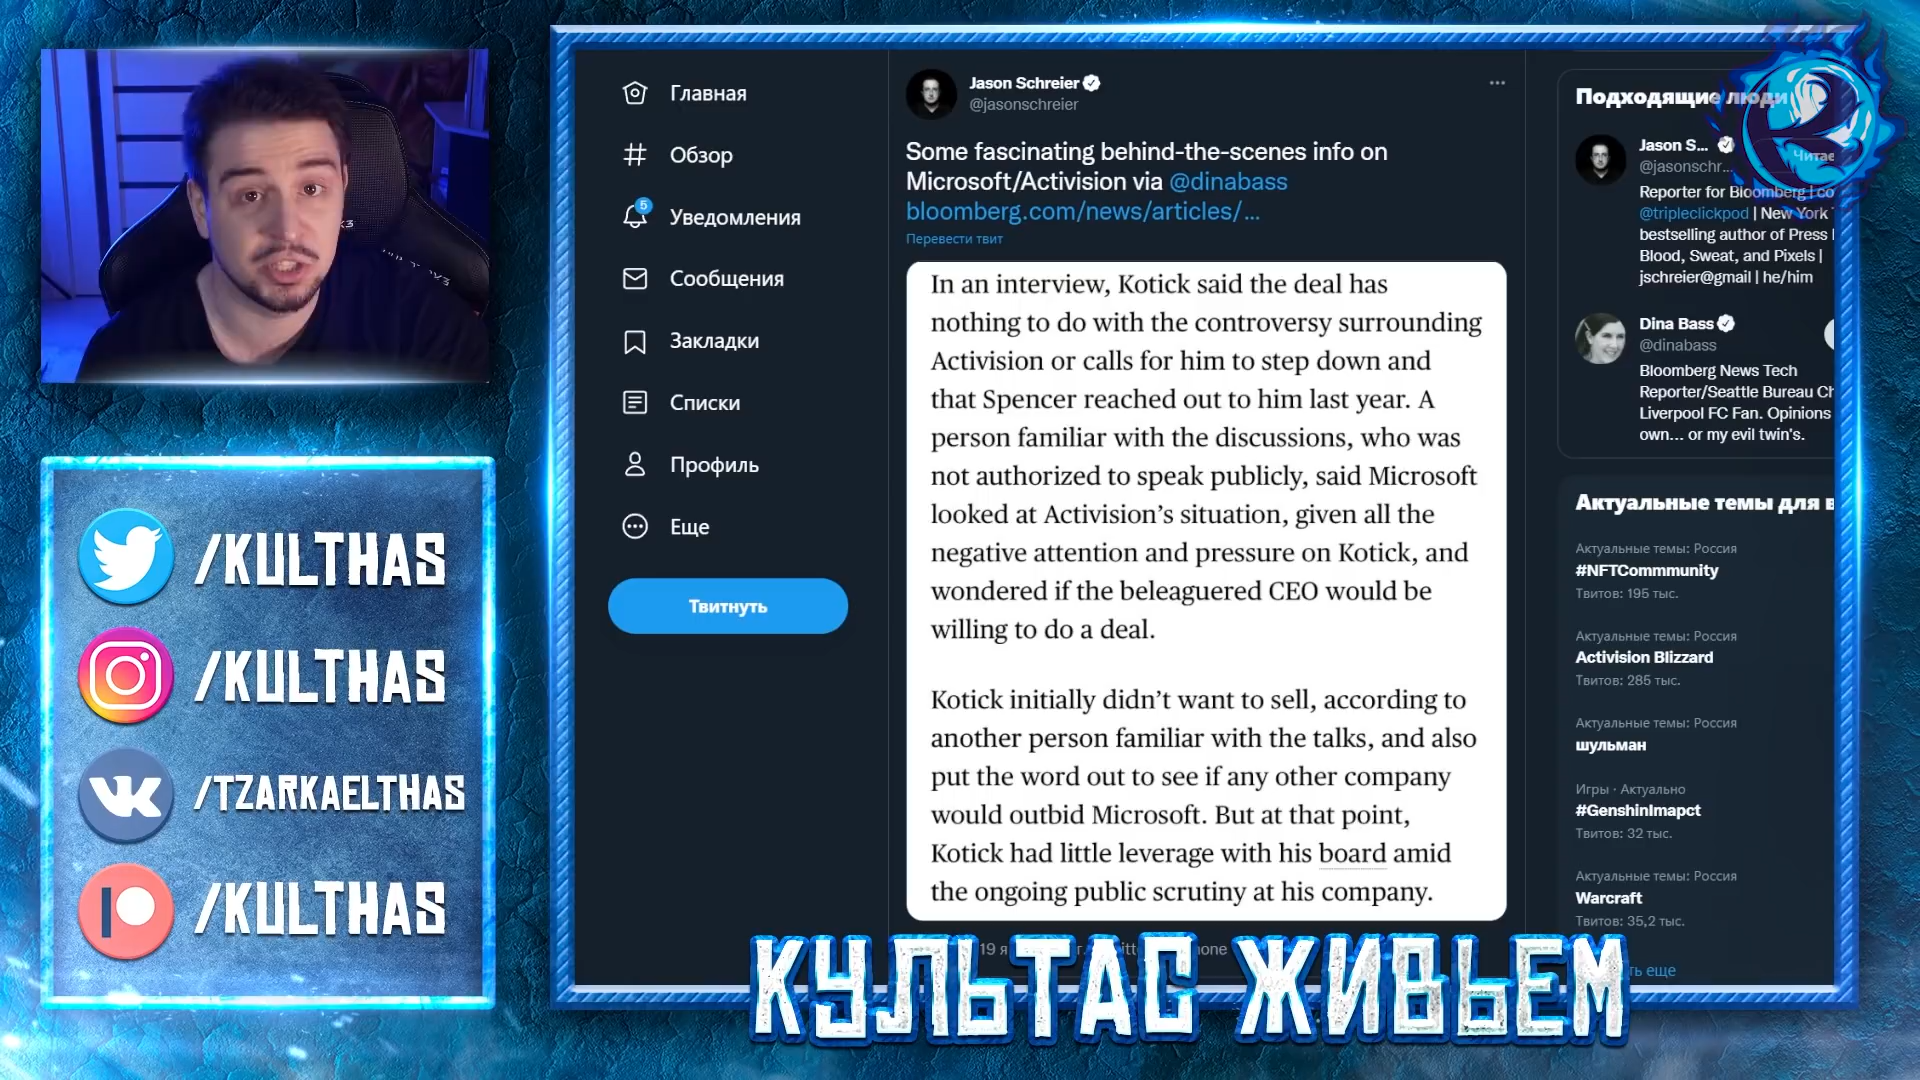 /KULTHAS
/KULTHAS
/TZARKAELTHAS
/KULTHAS
Главная
Обзор
5
Уведомления
Сообщения
Закладки
Списки
Профиль
Еще
Твитнуть
Jason Schreier
@jasonschreier
Some fascinating behind-the-scenes info on
Microsoft/Activision via @dinabass
bloomberg.com/news/articles/...
Перевести твит
In an interview, Kotick said the deal has
nothing to do with the controversy surrounding
Activision or calls for him to step down and
that Spencer reached out to him last year. A
person familiar with the discussions, who was
not authorized to speak publicly, said Microsoft
looked at Activision’s situation, given all the
negative attention and pressure on Kotick, and
wondered if the beleaguered CEO would be
willing to do a deal.
Kotick initially didn’t want to sell, according to
another person familiar with the talks, and also
put the word out to see if any other company
would outbid Microsoft. But at that point,
Kotick had little leverage with his board amid
the ongoing public scrutiny at his company.
19
КУЛЬТАС ЖИВЬЕМ
Подходящие люди
Jason S...
@jasonschr...
Читае
Reporter for Bloomberg | co
@tripleclickpod | New York
bestselling author of Press
Blood, Sweat, and Pixels |
jschreier@gmail | he/him
Dina Bass
@dinabass
Bloomberg News Tech
Reporter/Seattle Bureau Ch
Liverpool FC Fan. Opinions
own... or my evil twin's.
Актуальные темы для в
Актуальные темы: Россия
#NFTCommmunity
Твитов: 195 тыс.
Актуальные темы: Россия
Activision Blizzard
Твитов: 285 тыс.
Актуальные темы: Россия
шульман
Игры · Актуально
#GenshinImapct
Твитов: 32 тыс.
Актуальные темы: Россия
Warcraft
Твитов: 35,2 тыс.
ть еще